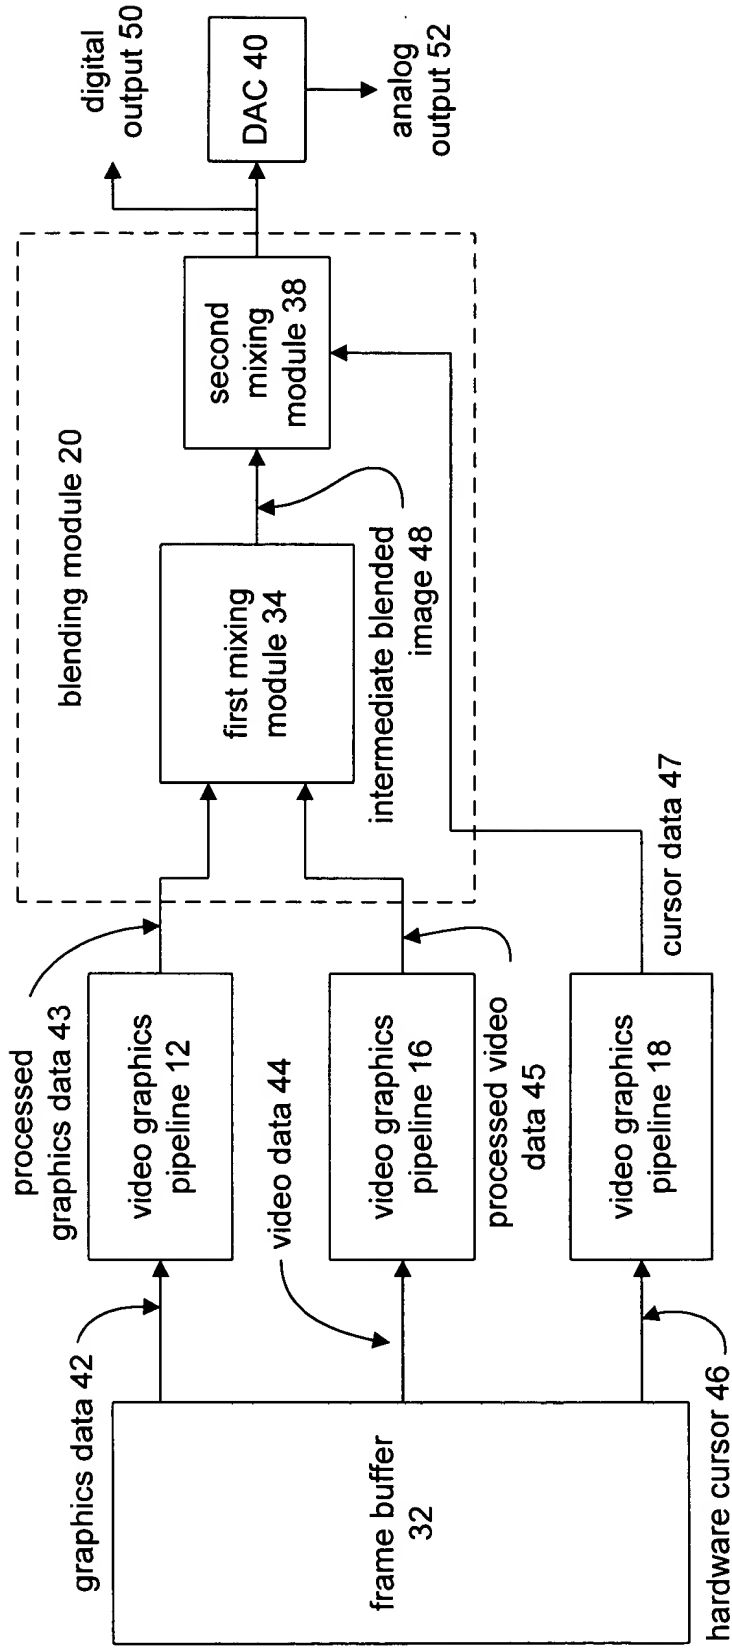 frame buffer
32
graphics data 42
video data 44
hardware cursor 46
video graphics
pipeline 12
video graphics
pipeline 16
video graphics
pipeline 18
processed
graphics data 43
processed video
data 45
cursor data 47
blending module 20
first mixing
module 34
intermediate blended
image 48
second
mixing
module 38
digital
output 50
DAC 40
analog
output 52